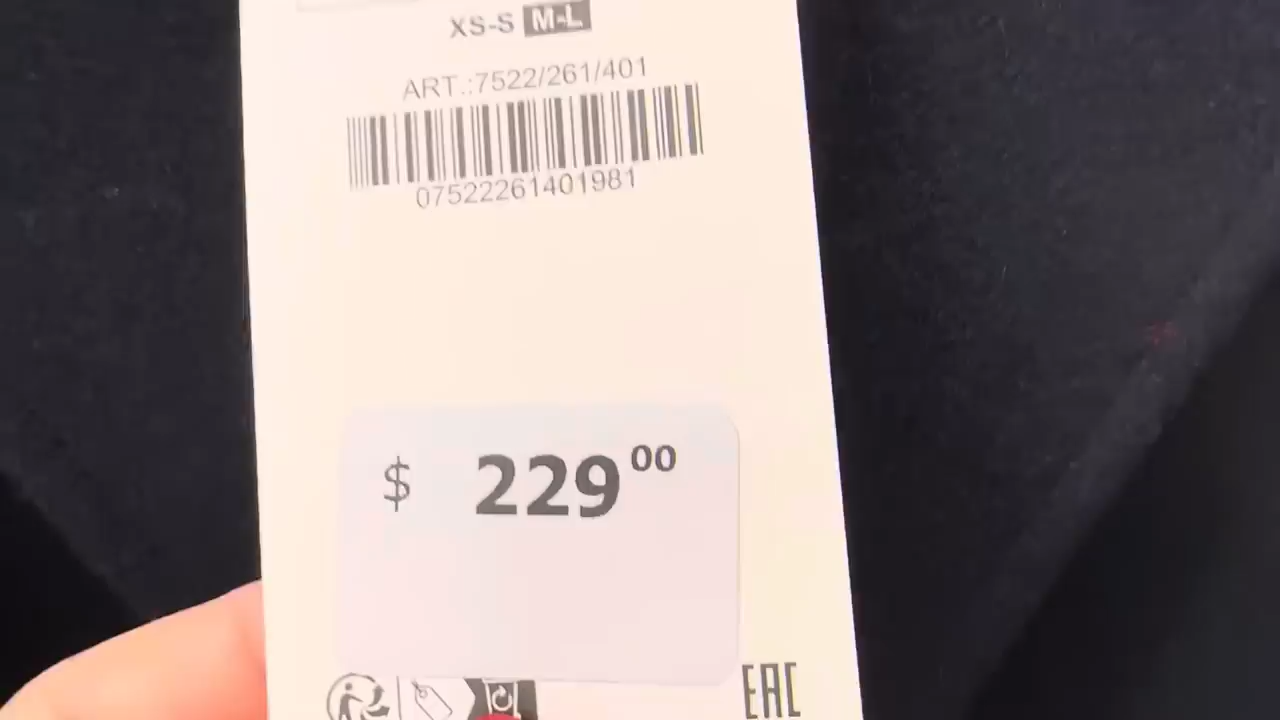 XS-S M-L
ART.:7522/261/401
07522261401981
$ 229 00
EAC